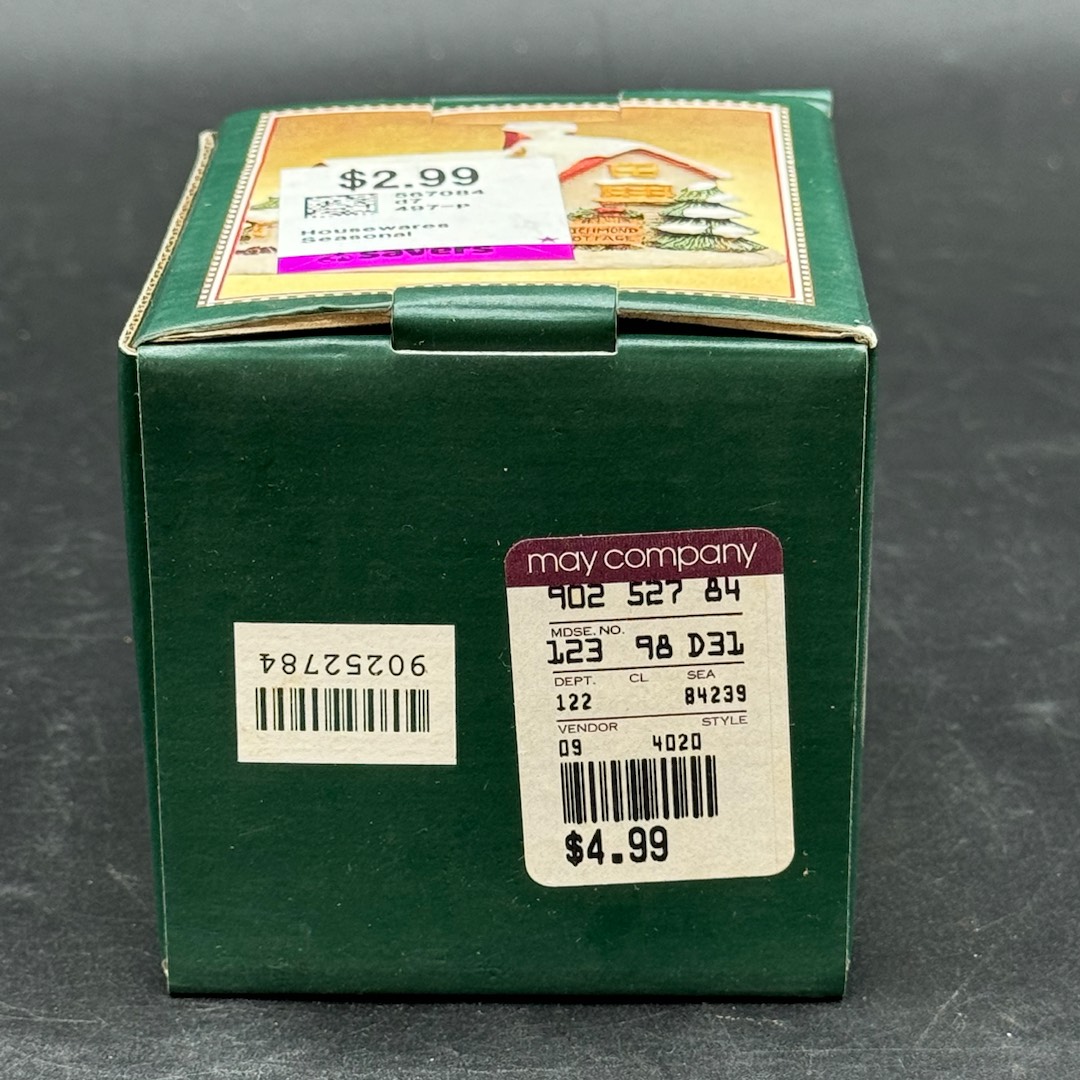 $2.99
567084
07
497-P
Housewares
Seasonal
savers
RICHMOND
COTTAGE
may company
902 527 84
MDSE. NO.
123 98 D31
DEPT. CL SEA
122 84239
VENDOR STYLE
09 4020
$4.99
90252784